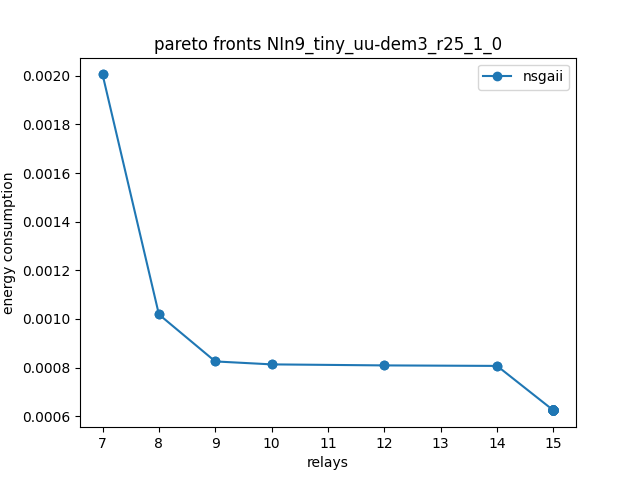 pareto fronts NIn9_tiny_uu-dem3_r25_1_0
nsgaii
0.0020
0.0018
0.0016
0.0014
0.0012
0.0010
0.0008
0.0006
energy consumption
7 8 9 10 11 12 13 14 15
relays